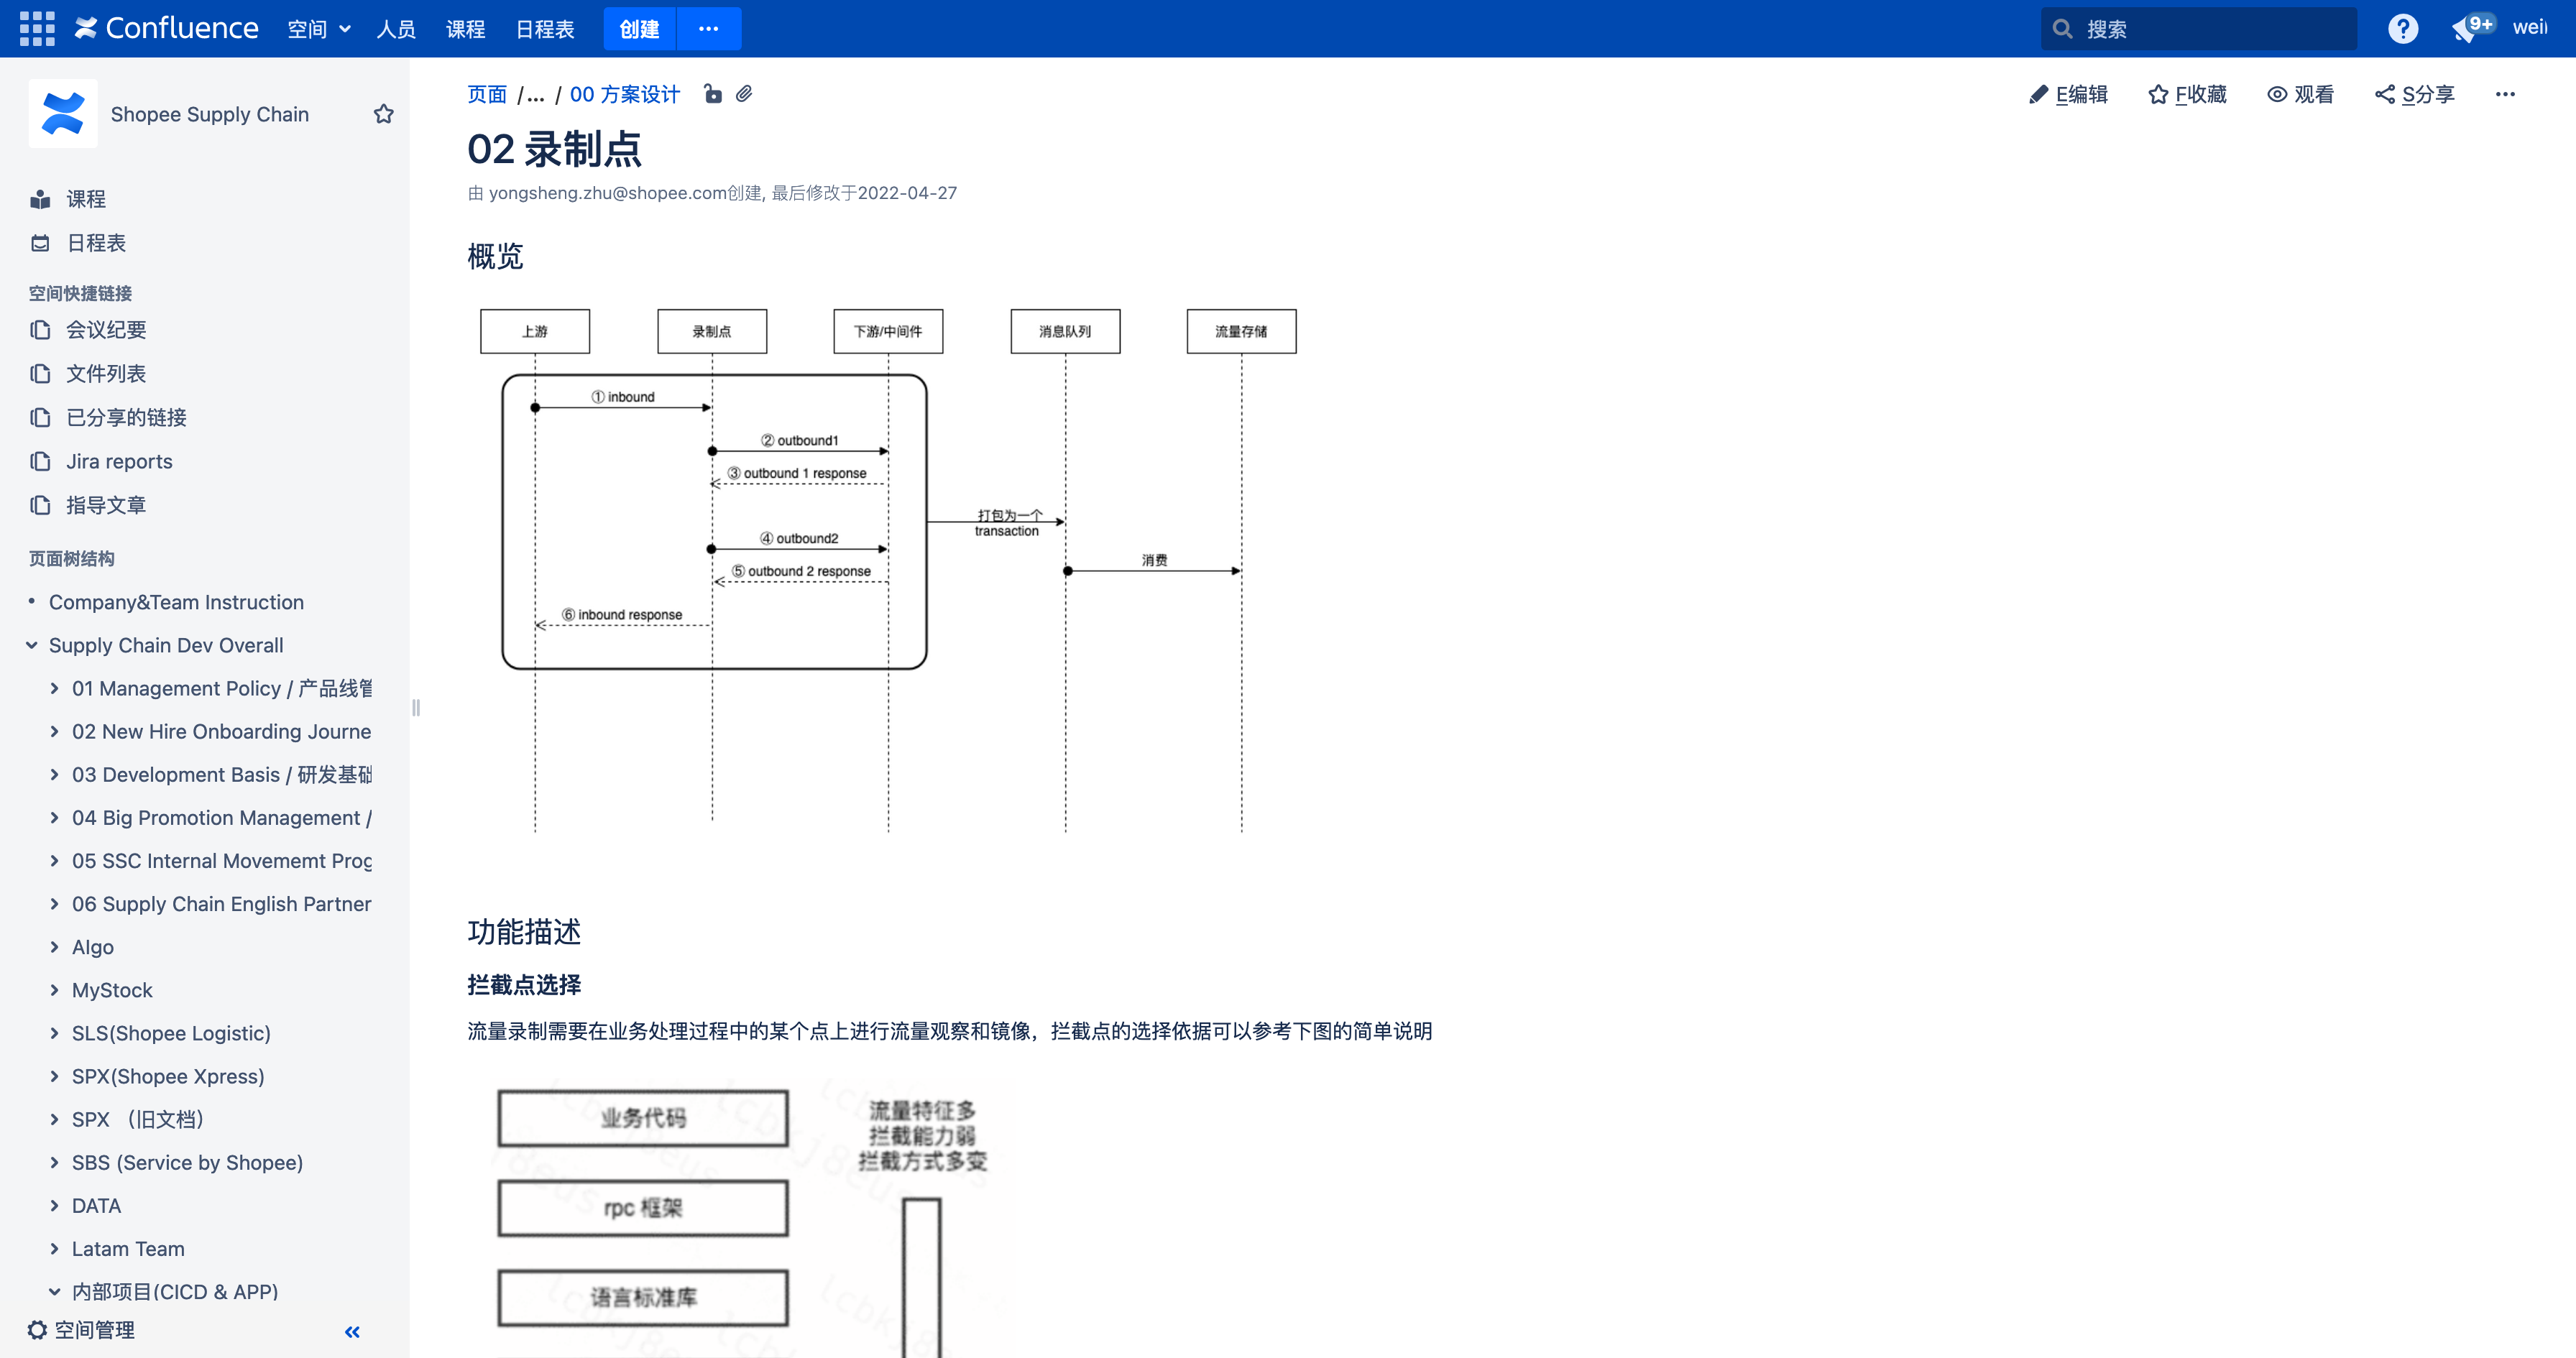 Confluence 空间 人员 课程 日程表 创建 ··· 搜索 9+
Shopee Supply Chain
课程
日程表
空间快捷链接
会议纪要
文件列表
已分享的链接
Jira reports
指导文章
页面树结构
Company&Team Instruction
Supply Chain Dev Overall
01 Management Policy / 产品线管
02 New Hire Onboarding Journe
03 Development Basis / 研发基础
04 Big Promotion Management /
05 SSC Internal Movememt Prog
06 Supply Chain English Partner
Algo
MyStock
SLS(Shopee Logistic)
SPX(Shopee Xpress)
SPX （旧文档）
SBS (Service by Shopee)
DATA
Latam Team
内部项目(CICD & APP)
空间管理
页面 /... / 00 方案设计
E编辑 F收藏 观看 S分享 ···
02 录制点
由 yongsheng.zhu@shopee.com创建, 最后修改于2022-04-27
概览
上游 录制点 下游/中间件 消息队列 流量存储
① inbound
② outbound1
③ outbound 1 response
打包为一个
transaction
④ outbound2
消费
⑤ outbound 2 response
⑥ inbound response
功能描述
拦截点选择
流量录制需要在业务处理过程中的某个点上进行流量观察和镜像，拦截点的选择依据可以参考下图的简单说明
业务代码
rpc 框架
语言标准库
流量特征多
拦截能力弱
拦截方式多变